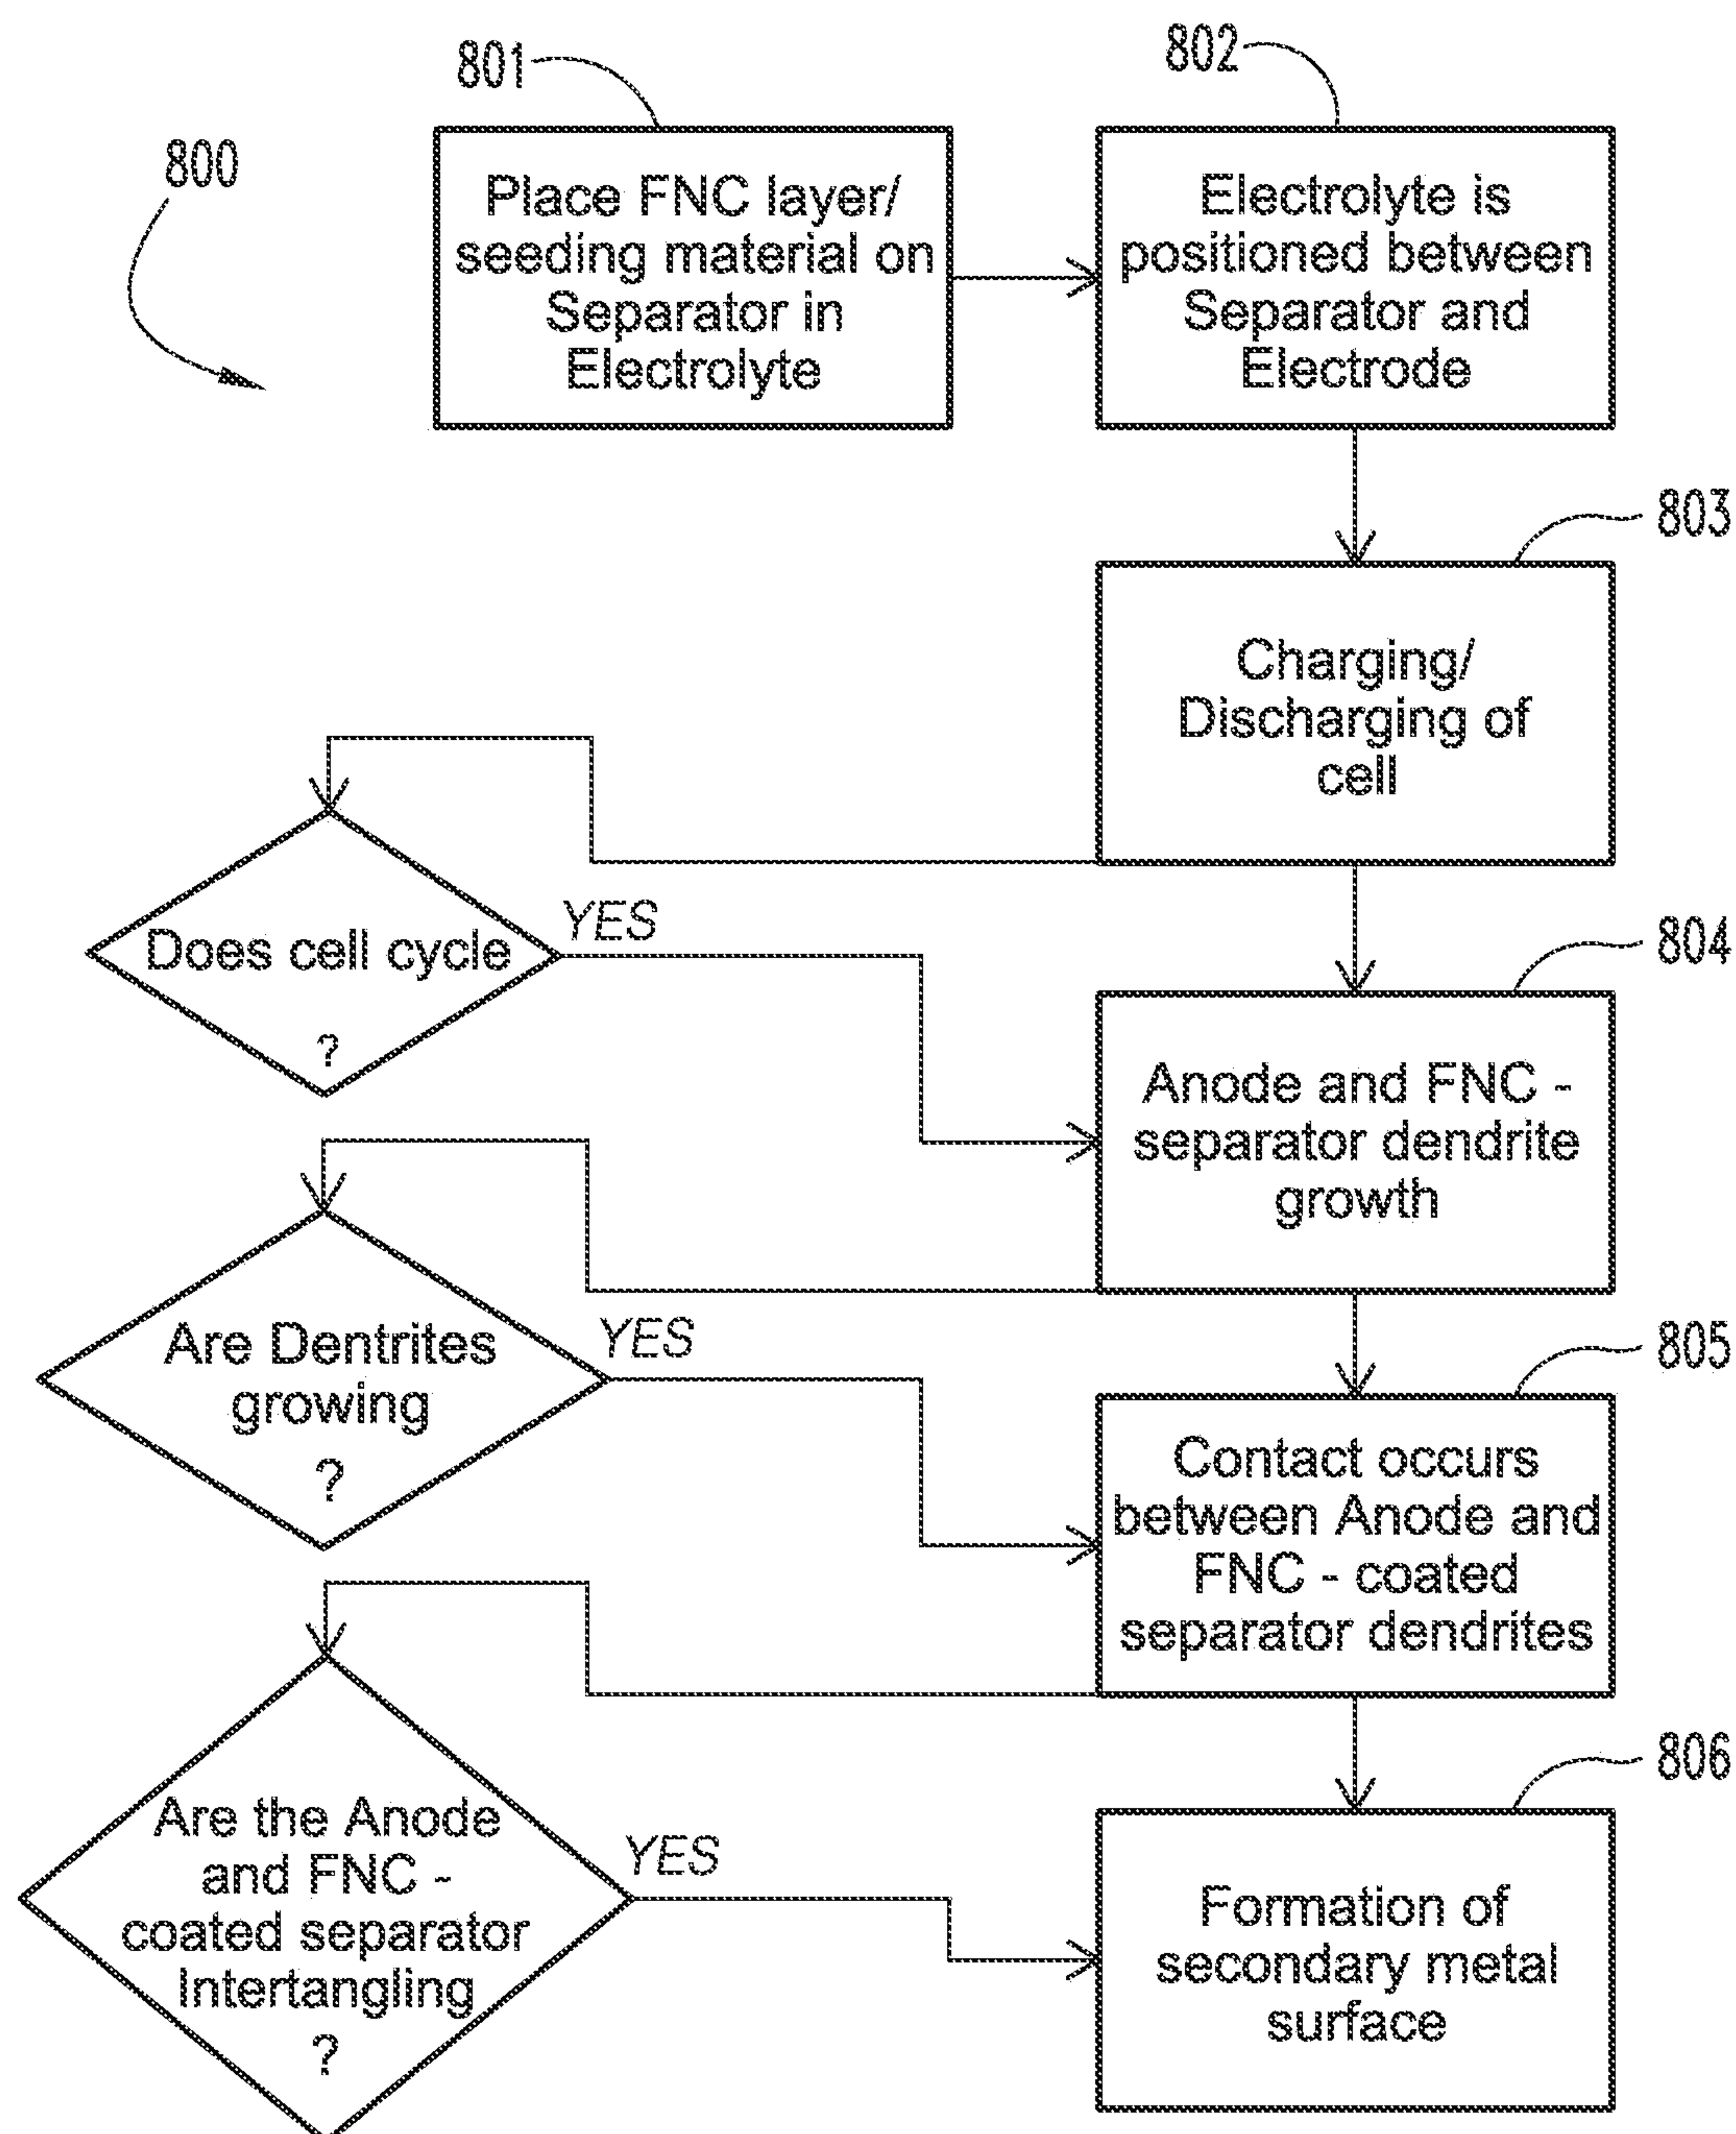 801
802
800
Place FNC layer/
seeding material on
Separator in
Electrolyte
Electrolyte is
positioned between
Separator and
Electrode
803
Charging/
Discharging of
cell
Does cell cycle
?
YES
804
Anode and FNC -
separator dendrite
growth
Are Dentrites
growing
?
YES
805
Contact occurs
between Anode and
FNC - coated
separator dendrites
Are the Anode
and FNC -
coated separator
Intertangling
?
YES
806
Formation of
secondary metal
surface